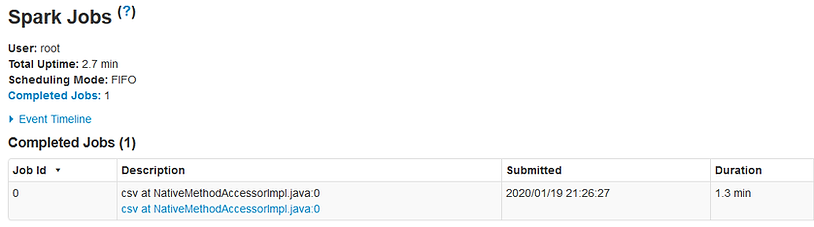 Spark Jobs (?)
User: root
Total Uptime: 2.7 min
Scheduling Mode: FIFO
Completed Jobs: 1
Event Timeline
Completed Jobs (1)
Job Id Description Submitted Duration
0 csv at NativeMethodAccessorImpl.java:0 2020/01/19 21:26:27 1.3 min
csv at NativeMethodAccessorImpl.java:0